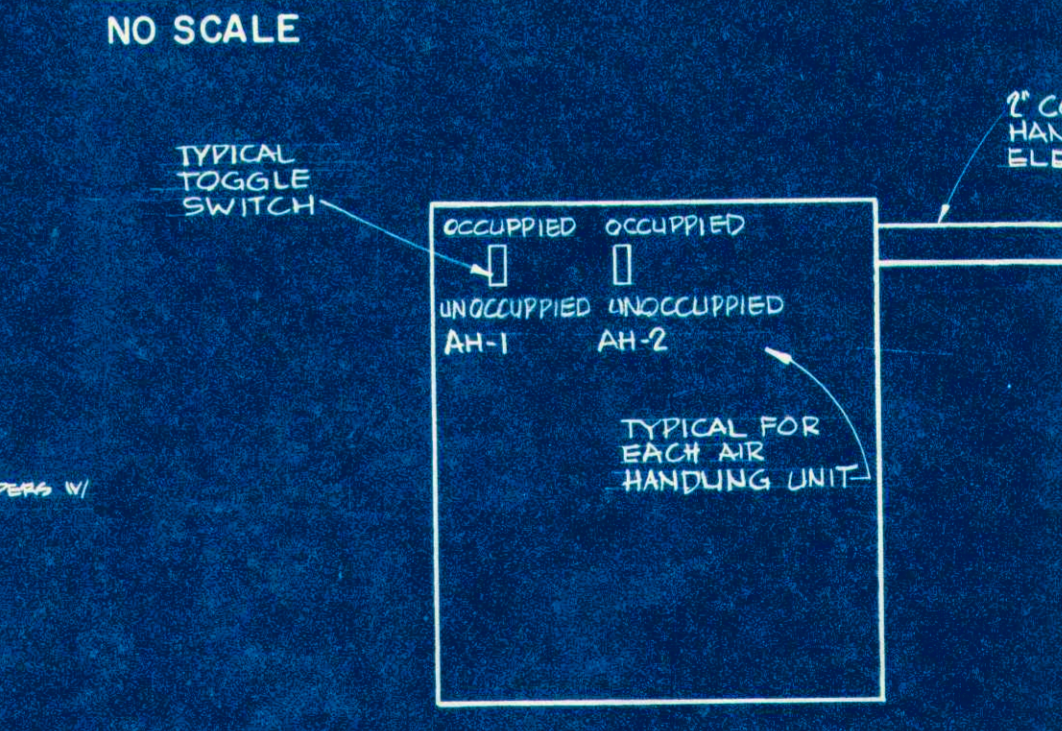 NO SCALE
2" 
TYPICAL
TOGGLE
SWITCH
OCCUPPIED OCCUPPIED
UNOCCUPPIED UNOCCUPPIED
AH-1 AH-2
TYPICAL FOR
EACH AIR
HANDLING UNIT
W/